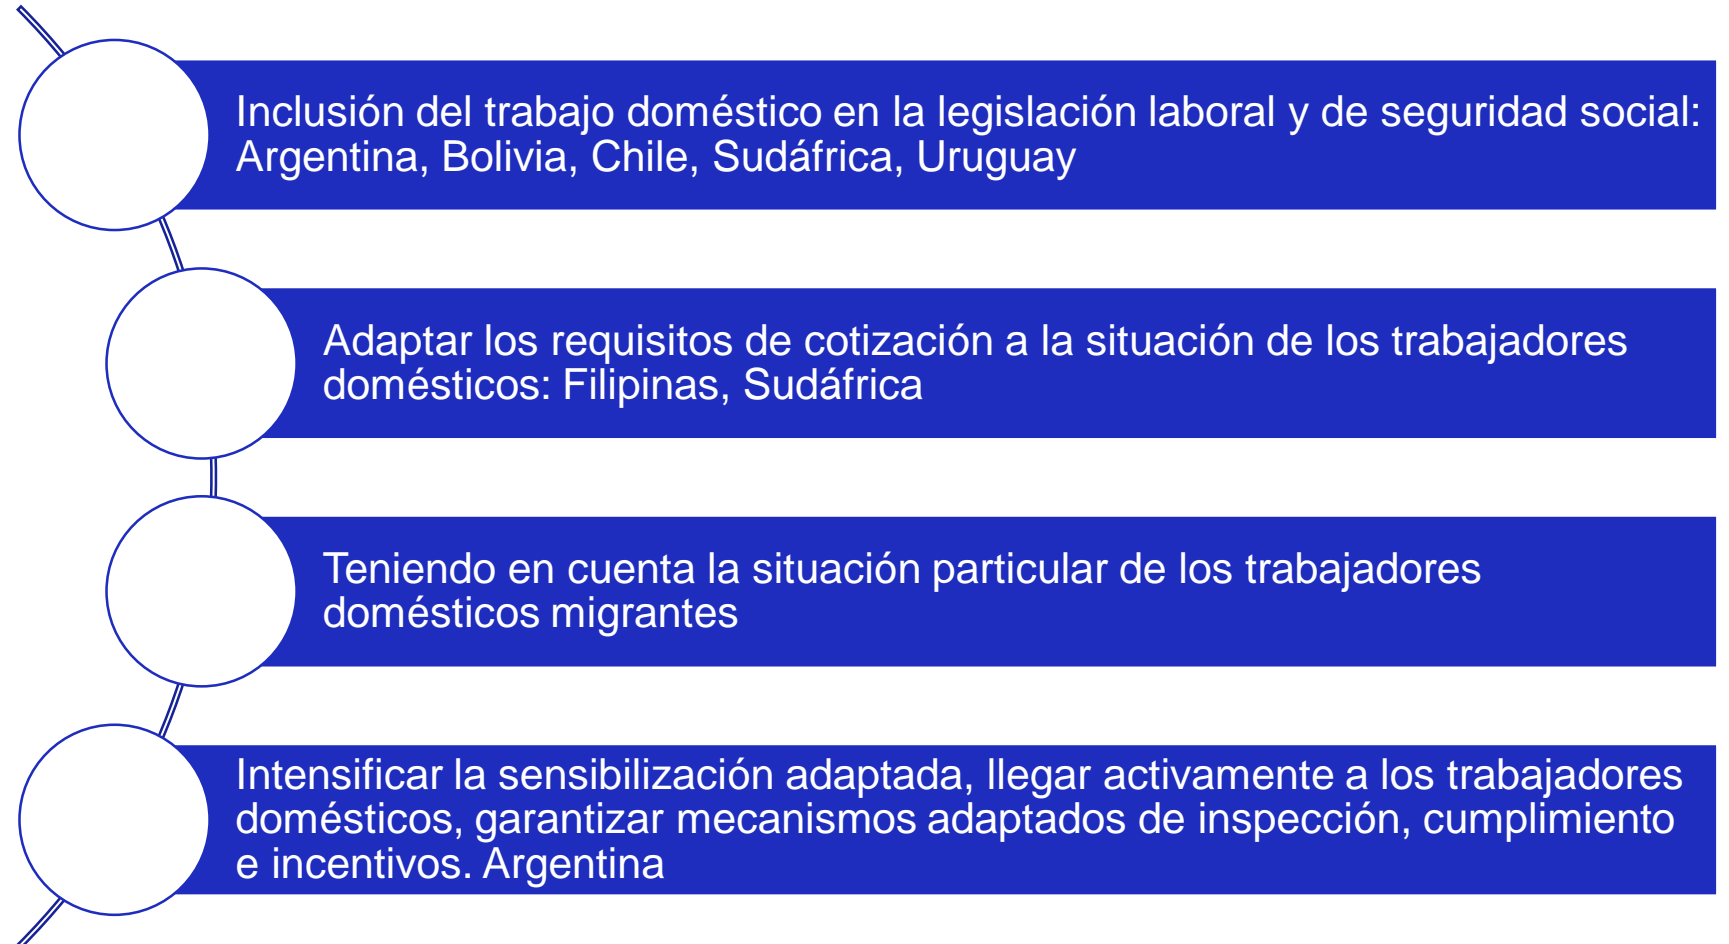 Inclusión del trabajo doméstico en la legislación laboral y de seguridad social:
Argentina, Bolivia, Chile, Sudáfrica, Uruguay
Adaptar los requisitos de cotización a la situación de los trabajadores
domésticos: Filipinas, Sudáfrica
Teniendo en cuenta la situación particular de los trabajadores
domésticos migrantes
Intensificar la sensibilización adaptada, llegar activamente a los trabajadores
domésticos, garantizar mecanismos adaptados de inspección, cumplimiento
e incentivos. Argentina